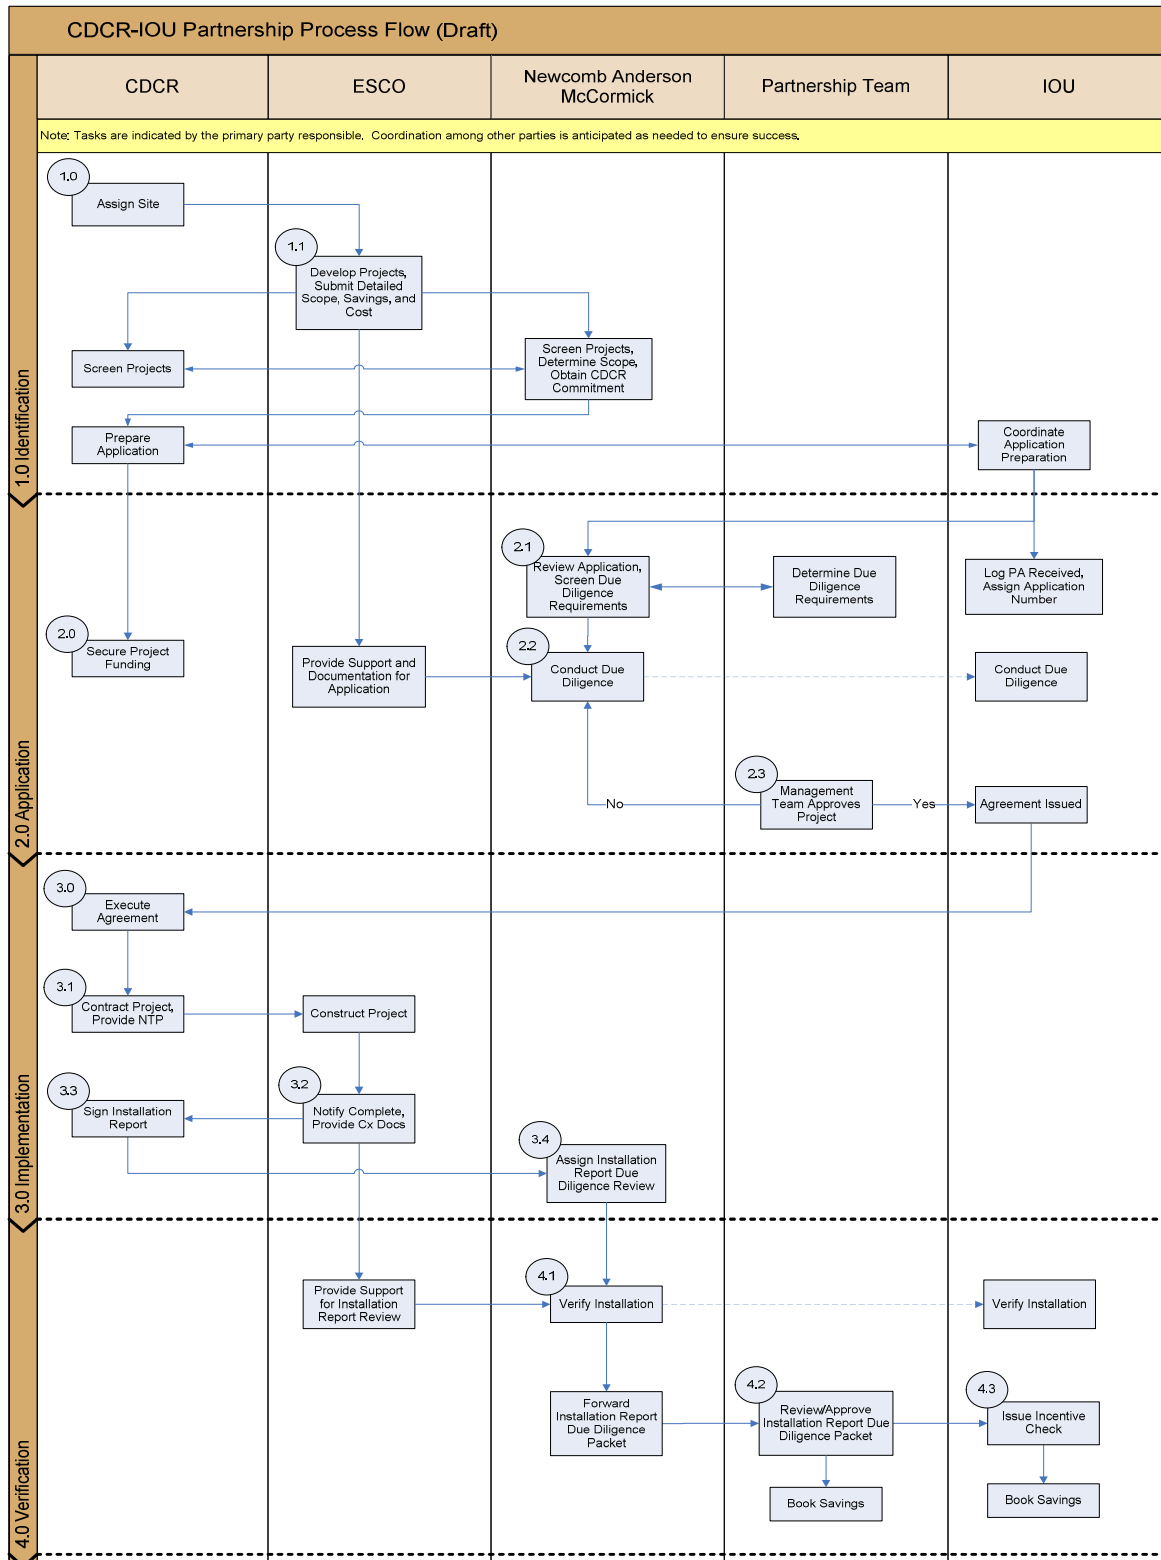 CDCR-IOU Partnership Process Flow (Draft)
CDCR
ESCO
Newcomb Anderson
McCormick
Partnership Team
IOU
Note: Tasks are indicated by the primary party responsible. Coordination among other parties is anticipated as needed to ensure success.
1.0 Identification
1.0
Assign Site
1.1
Develop Projects,
Submit Detailed
Scope, Savings, and
Cost
Screen Projects
Screen Projects,
Determine Scope,
Obtain CDCR
Commitment
Prepare
Application
Coordinate
Application
Preparation
2.0 Application
2.1
Review Application,
Screen Due
Diligence
Requirements
Determine Due
Diligence
Requirements
Log PA Received,
Assign Application
Number
2.0
Secure Project
Funding
Provide Support and
Documentation for
Application
2.2
Conduct Due
Diligence
Conduct Due
Diligence
2.3
Management
Team Approves
Project
No
Yes
Agreement Issued
3.0 Implementation
3.0
Execute
Agreement
3.1
Contract Project,
Provide NTP
Construct Project
3.3
Sign Installation
Report
3.2
Notify Complete,
Provide Cx Docs
3.4
Assign Installation
Report Due
Diligence Review
4.0 Verification
Provide Support
for Installation
Report Review
4.1
Verify Installation
Verify Installation
Forward
Installation Report
Due Diligence
Packet
4.2
Review/Approve
Installation Report Due
Diligence Packet
4.3
Issue Incentive
Check
Book Savings
Book Savings